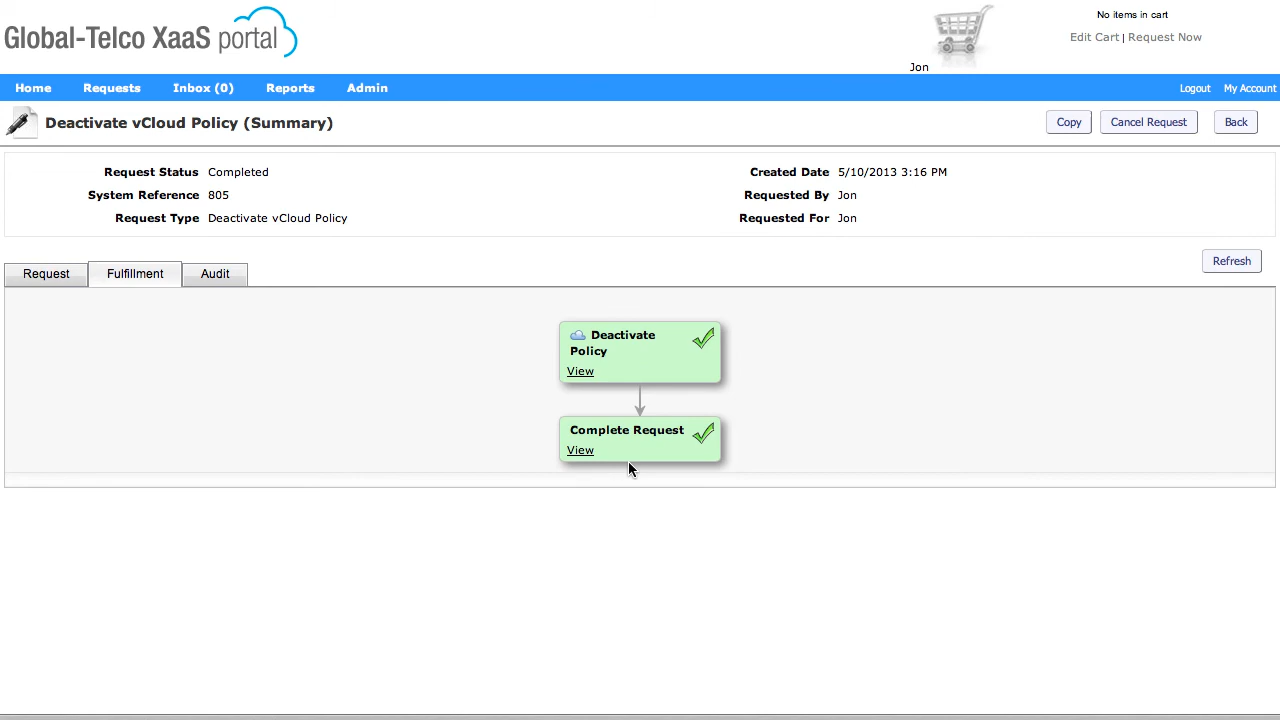 Global-Telco XaaS portal
No items in cart
Edit Cart | Request Now
Jon
Home Requests Inbox (0) Reports Admin Logout My Account
Deactivate vCloud Policy (Summary) Copy Cancel Request Back
Request Status Completed Created Date 5/10/2013 3:16 PM
System Reference 805 Requested By Jon
Request Type Deactivate vCloud Policy Requested For Jon
Refresh
Request Fulfillment Audit
Deactivate
Policy
View
Complete Request
View